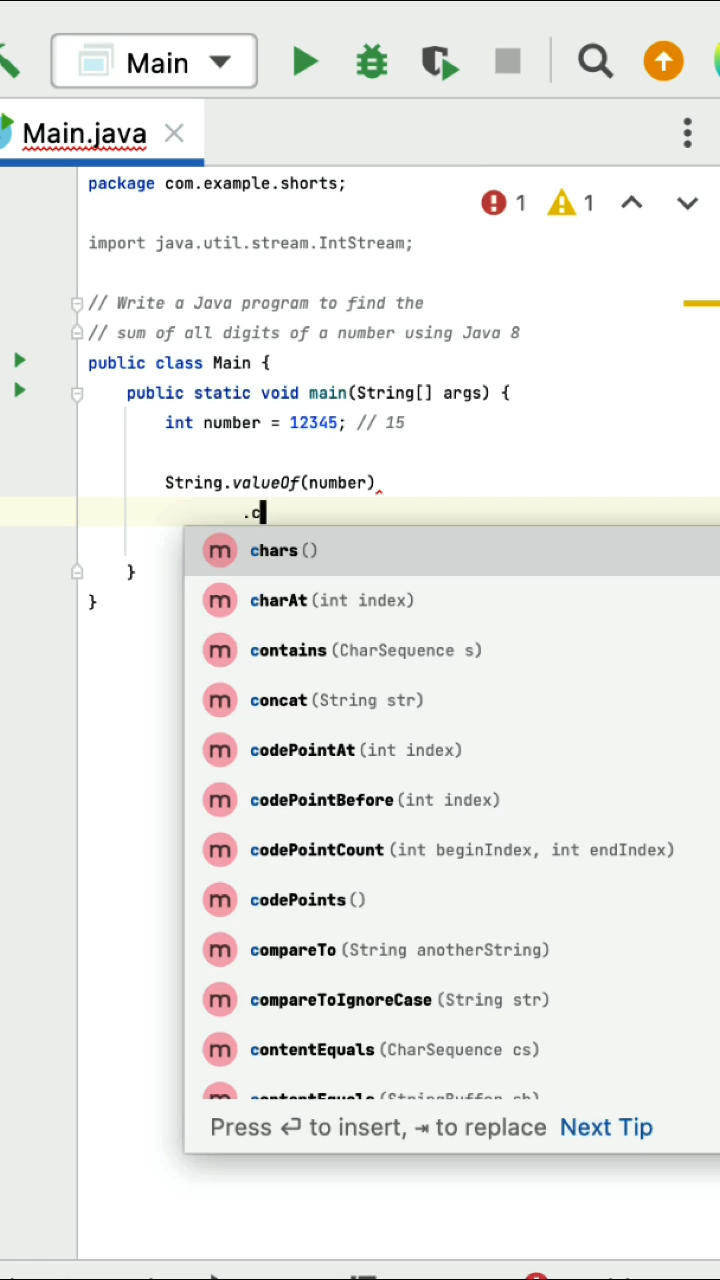 Main
Main.java
package com.example.shorts;
1 1
import java.util.stream.IntStream;
// Write a Java program to find the
// sum of all digits of a number using Java 8
public class Main {
public static void main(String[] args) {
int number = 12345; // 15
String.valueOf(number)
.c
}
}
m chars()
m charAt(int index)
m contains(CharSequence s)
m concat(String str)
m codePointAt(int index)
m codePointBefore(int index)
m codePointCount(int beginIndex, int endIndex)
m codePoints()
m compareTo(String anotherString)
m compareToIgnoreCase(String str)
m contentEquals(CharSequence cs)
m contentEquals(StringBuffer sb)
Press ⏎ to insert, ⇥ to replace Next Tip